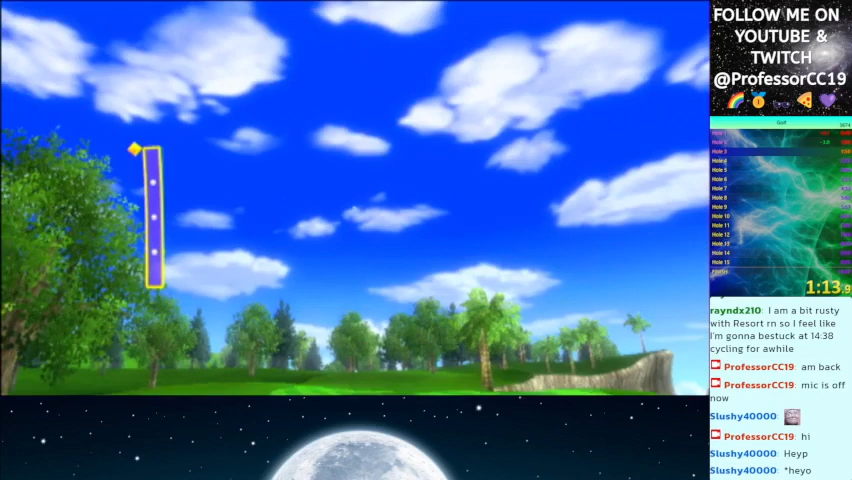 FOLLOW ME ON
YOUTUBE &
TWITCH
@ProfessorCC19
Golf
3674
Hole 1
Hole 2
Hole 3
Hole 4
Hole 5
Hole 6
Hole 7
Hole 8
Hole 9
Hole 10
Hole 11
Hole 12
Hole 13
Hole 14
Hole 15
1:13.9
rayndx210: I am a bit rusty
with Resort rn so I feel like
I'm gonna bestuck at 14:38
cycling for awhile
ProfessorCC19: am back
ProfessorCC19: mic is off
now
Slushy40000:
ProfessorCC19: hi
Slushy40000: Heyp
Slushy40000: *heyo